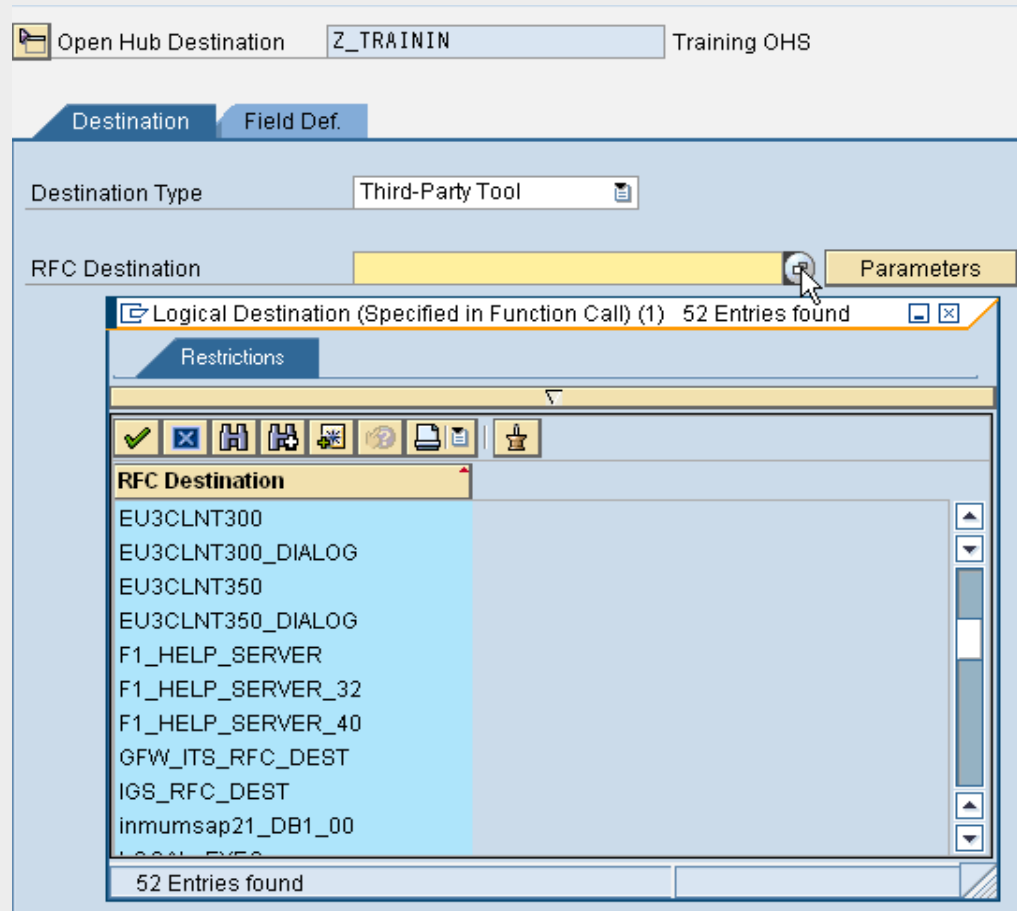 Open Hub Destination Z_TRAININ Training OHS
Destination Field Def.
Destination Type Third-Party Tool
RFC Destination Parameters
Logical Destination (Specified in Function Call) (1) 52 Entries found
Restrictions
RFC Destination
EU3CLNT300
EU3CLNT300_DIALOG
EU3CLNT350
EU3CLNT350_DIALOG
F1_HELP_SERVER
F1_HELP_SERVER_32
F1_HELP_SERVER_40
GFW_ITS_RFC_DEST
IGS_RFC_DEST
inmumsap21_DB1_00
52 Entries found